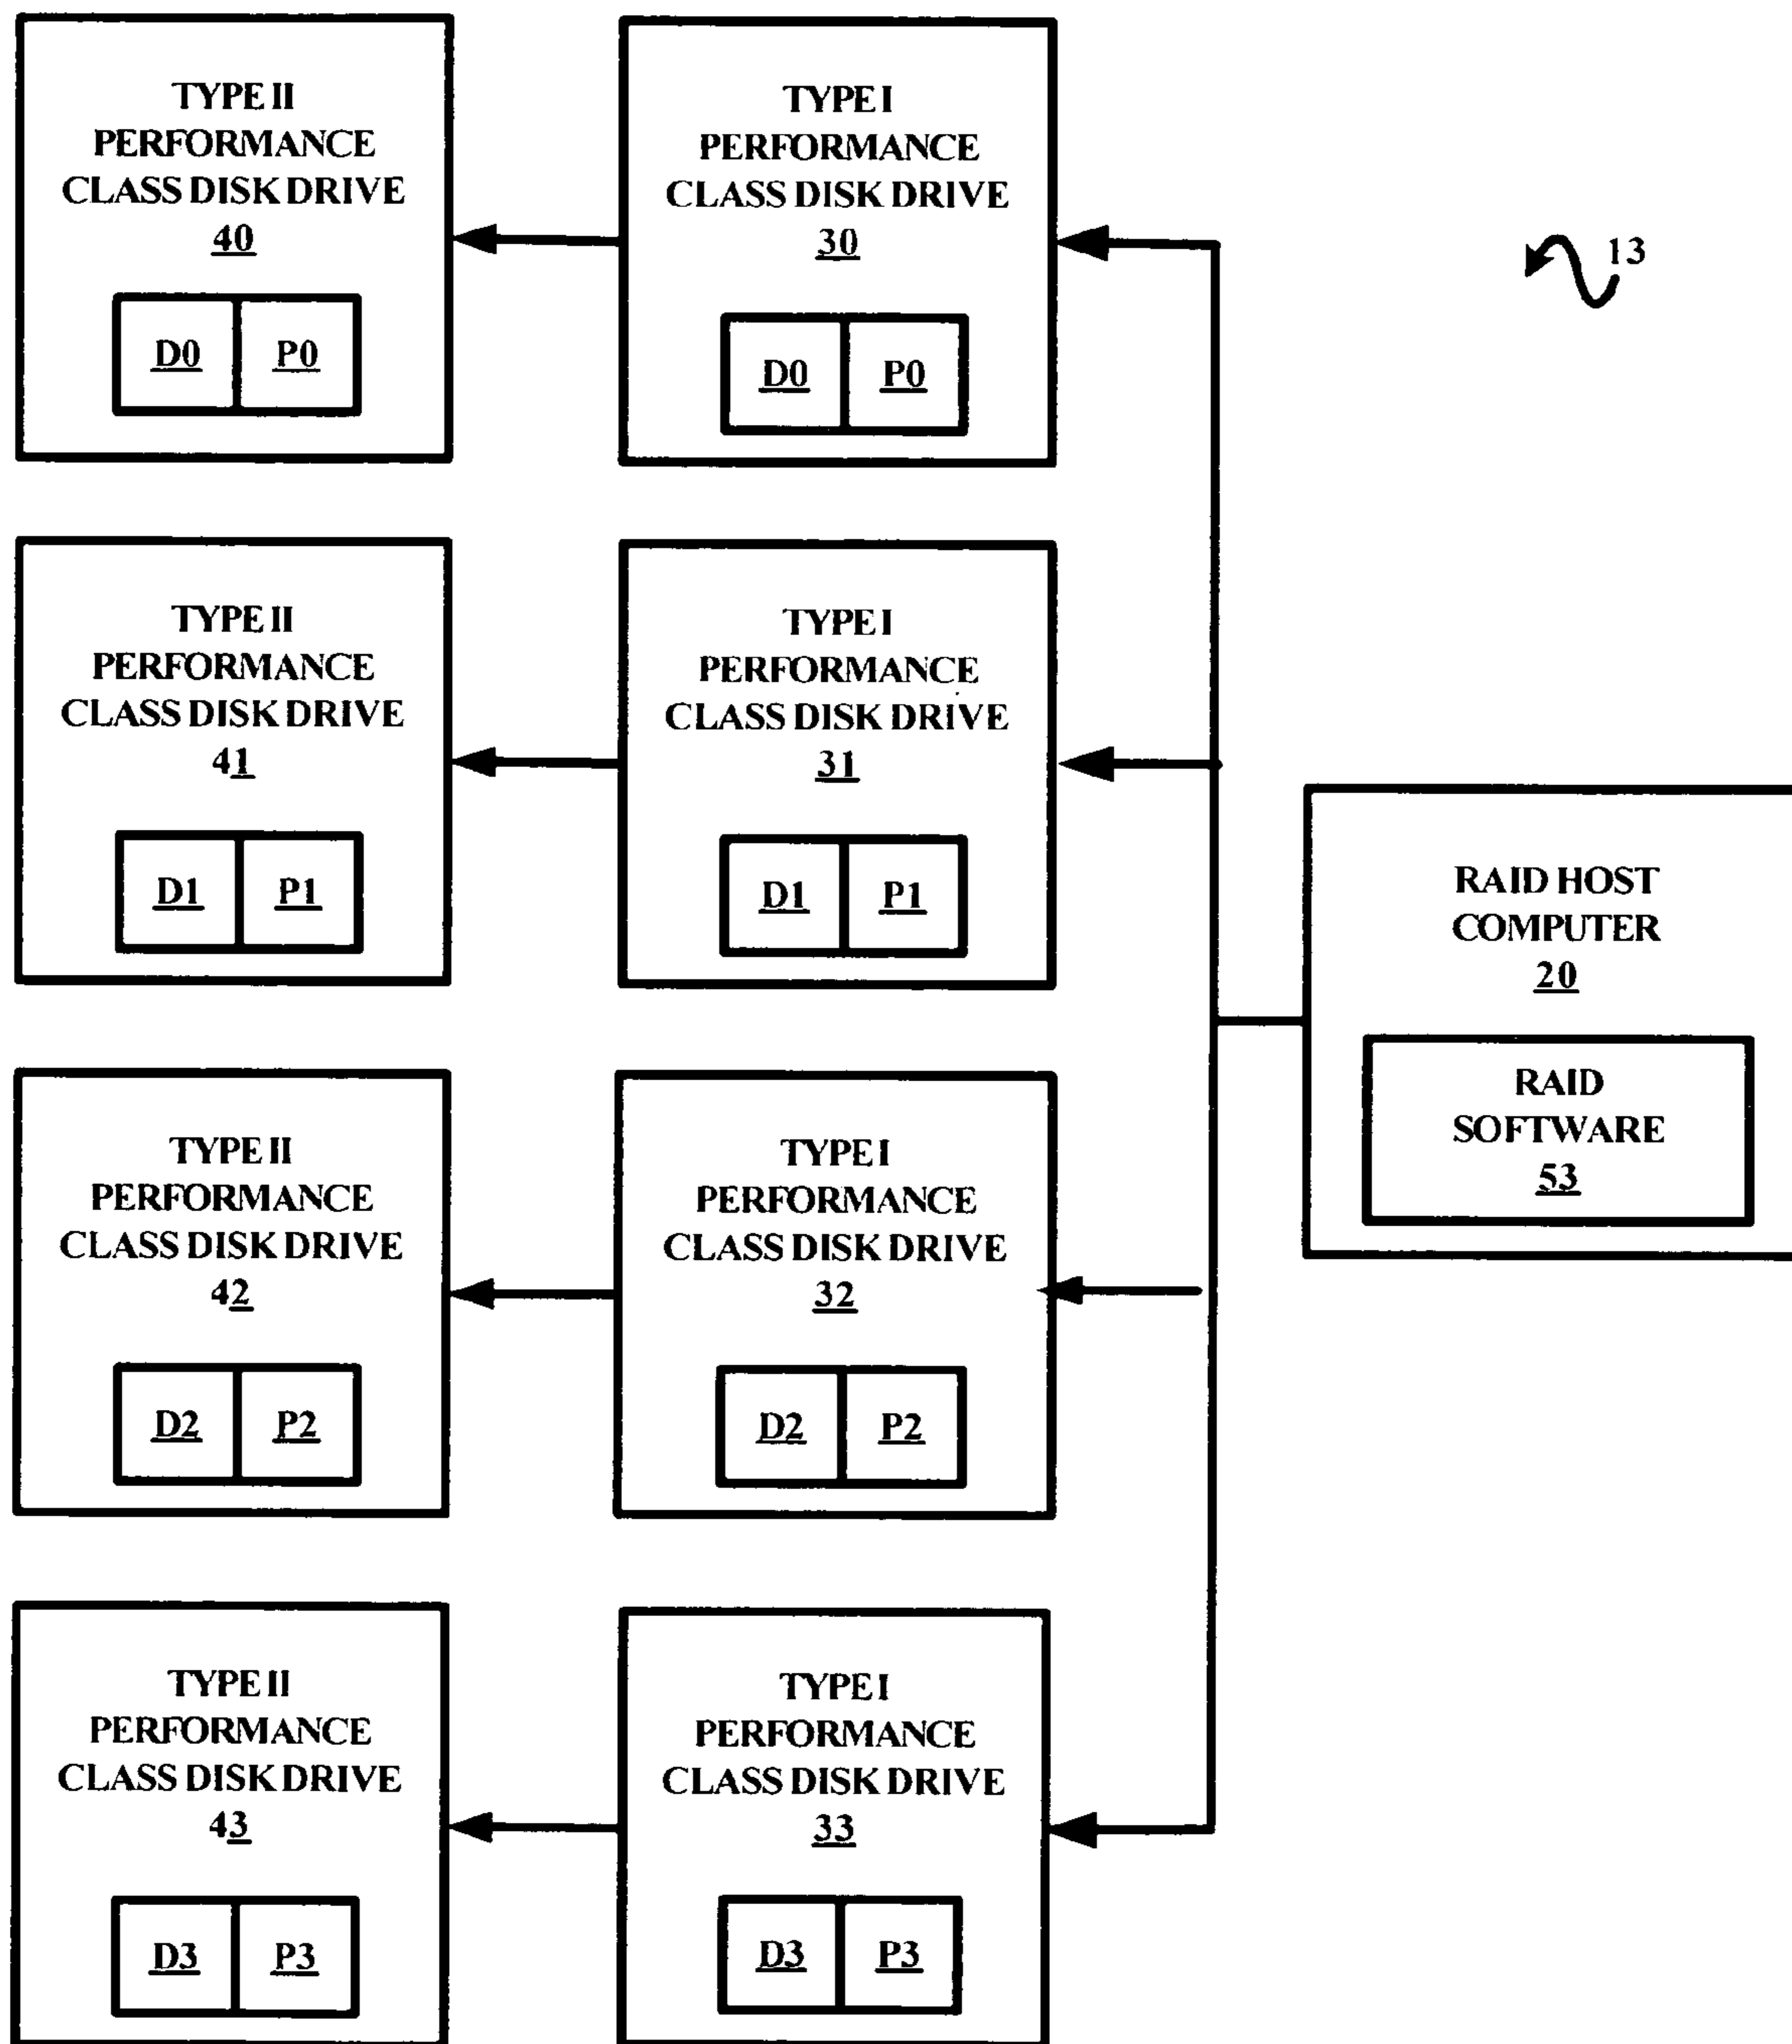 TYPE II
PERFORMANCE
CLASS DISK DRIVE
40
D0 P0
TYPE I
PERFORMANCE
CLASS DISK DRIVE
30
D0 P0
13
TYPE II
PERFORMANCE
CLASS DISK DRIVE
41
D1 P1
TYPE I
PERFORMANCE
CLASS DISK DRIVE
31
D1 P1
RAID HOST
COMPUTER
20
RAID
SOFTWARE
53
TYPE II
PERFORMANCE
CLASS DISK DRIVE
42
D2 P2
TYPE I
PERFORMANCE
CLASS DISK DRIVE
32
D2 P2
TYPE II
PERFORMANCE
CLASS DISK DRIVE
43
D3 P3
TYPE I
PERFORMANCE
CLASS DISK DRIVE
33
D3 P3